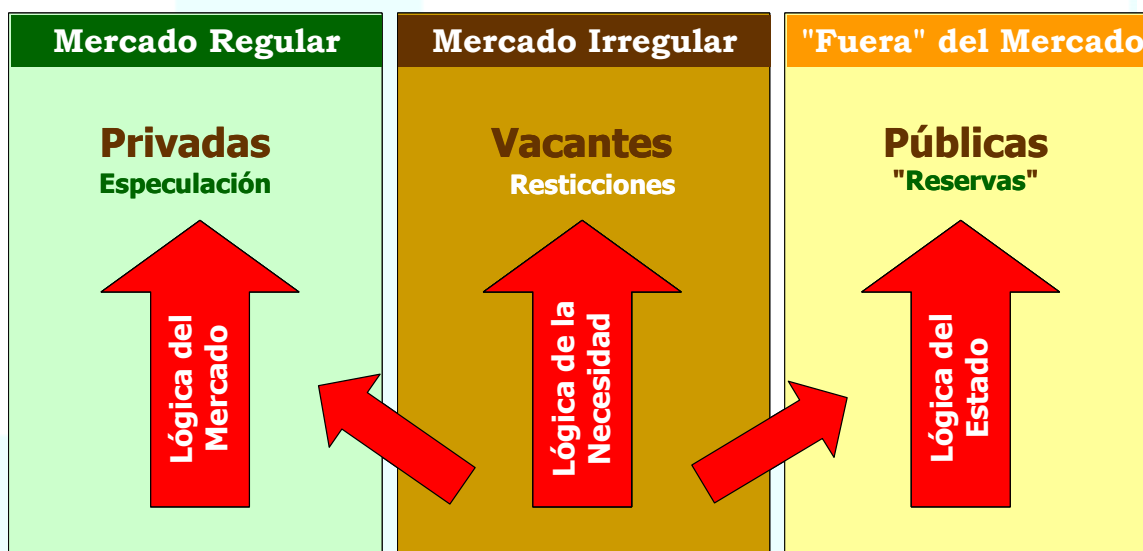 Mercado Regular
Privadas
Especulación
Lógica del
Mercado
Mercado Irregular
Vacantes
Resticciones
Lógica de la
Necesidad
"Fuera" del Mercado
Públicas
"Reservas"
Lógica del
Estado